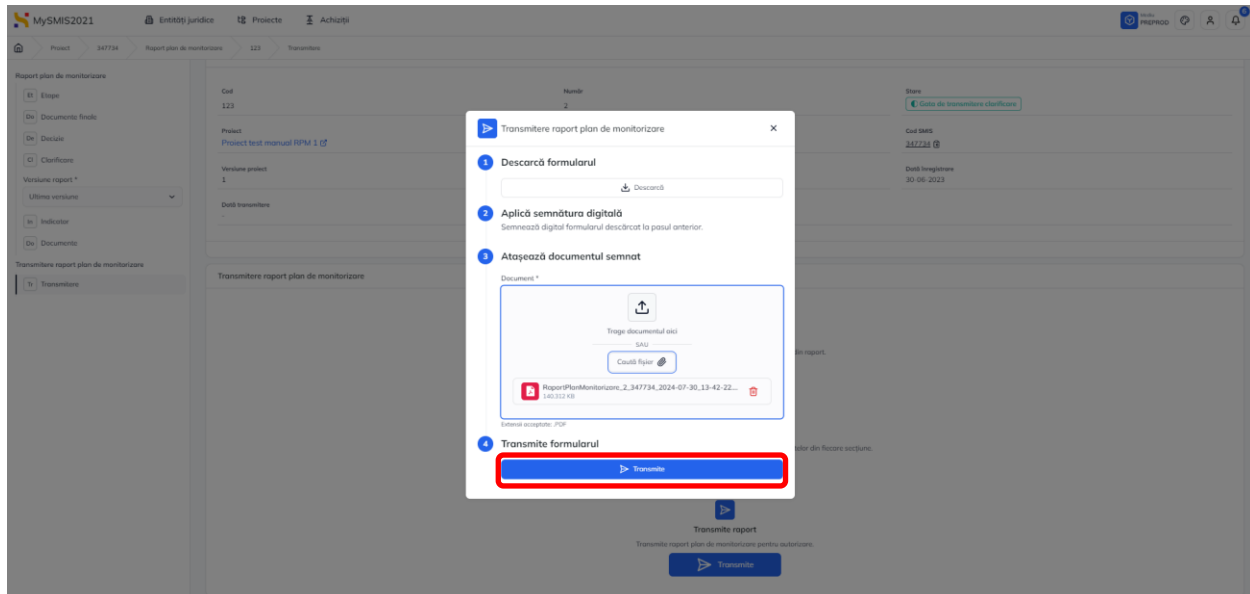 MySMIS2021
Entități juridice
Proiecte
Achiziții
Mediu
PREPROD
6
Proiect
347734
Raport plan de monitorizare
123
Transmitere
Raport plan de monitorizare
Et Etape
Do Documente finale
De Decizie
Cl Clarificare
Versiune raport *
Ultima versiune
In Indicator
Do Documente
Transmitere raport plan de monitorizare
Tr Transmitere
Cod
123
Număr
2
Stare
Gata de transmitere clarificare
Proiect
Proiect test manual RPM 1
Cod SMIS
347734
Versiune proiect
1
Dată înregistrare
30-06-2023
Dată transmitere
-
Transmitere raport plan de monitorizare
din raport.
din fiecare secțiune.
Transmite raport
Transmite raport plan de monitorizare pentru autorizare.
Transmite
Transmitere raport plan de monitorizare
1 Descarcă formularul
Descarcă
2 Aplică semnătura digitală
Semnează digital formularul descărcat la pasul anterior.
3 Atașează documentul semnat
Document *
Trage documentul aici
SAU
Caută fișier
RaportPlanMonitorizare_2_347734_2024-07-30_13-42-22...
140.312 KB
Extensii acceptate: .PDF
4 Transmite formularul
Transmite